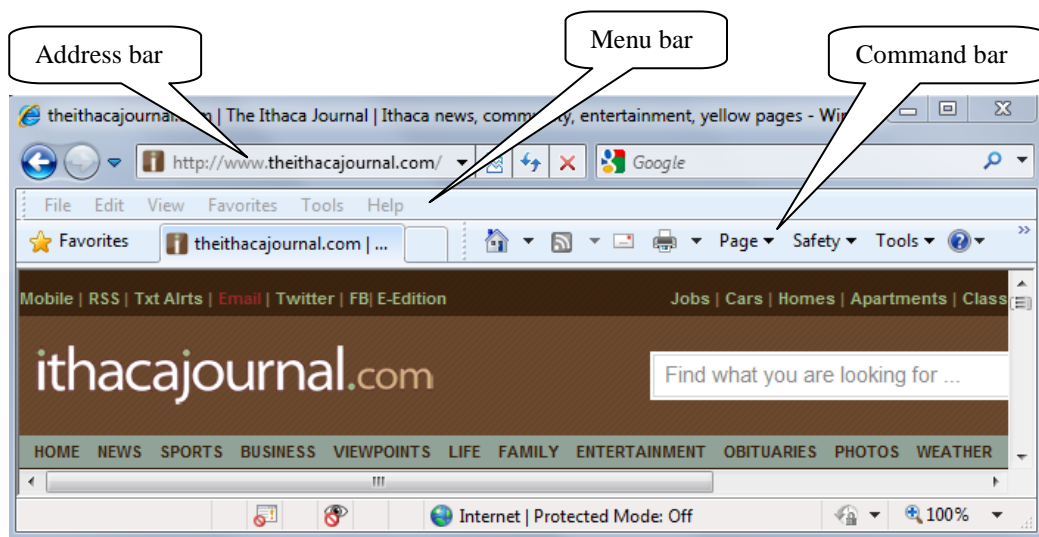 Address bar
Menu bar
Command bar
theithacajournal.com | The Ithaca Journal | Ithaca news, community, entertainment, yellow pages - Wi
http://www.theithacajournal.com/
Google
File Edit View Favorites Tools Help
Favorites theithacajournal.com | ... Page Safety Tools
Mobile | RSS | Txt Alrts | Email | Twitter | FB| E-Edition Jobs | Cars | Homes | Apartments | Class
ithacajournal.com
Find what you are looking for ...
HOME NEWS SPORTS BUSINESS VIEWPOINTS LIFE FAMILY ENTERTAINMENT OBITUARIES PHOTOS WEATHER
Internet | Protected Mode: Off 100%